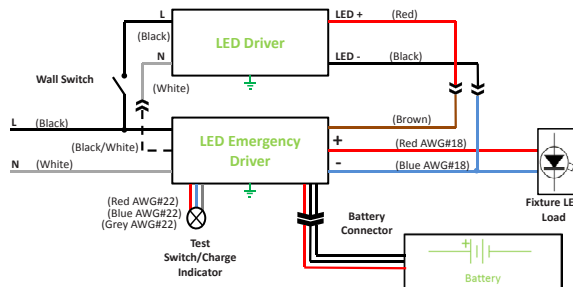 L
LED +
(Red)
(Black)
LED Driver
N
LED -
(Black)
Wall Switch
(White)
L
(Black)
(Brown)
LED Emergency
Driver
+
(Red AWG#18)
(Black/White)
N
(White)
-
(Blue AWG#18)
Fixture LE
Load
(Red AWG#22)
(Blue AWG#22)
(Grey AWG#22)
Battery
Connector
Test
Switch/Charge
Indicator
+
Battery